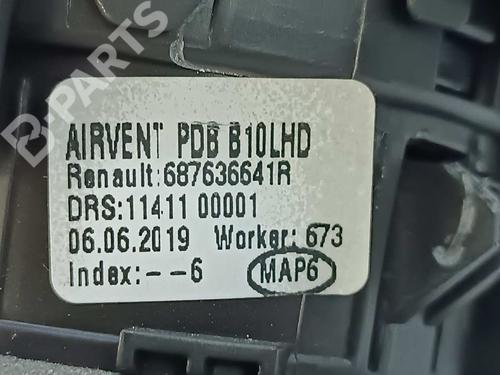 B-PARTS
AIRVENT PDB B10LHD
Renault:687636641R
DRS:11411 00001
06.06.2019 Worker: 673
Index:--6 MAP6